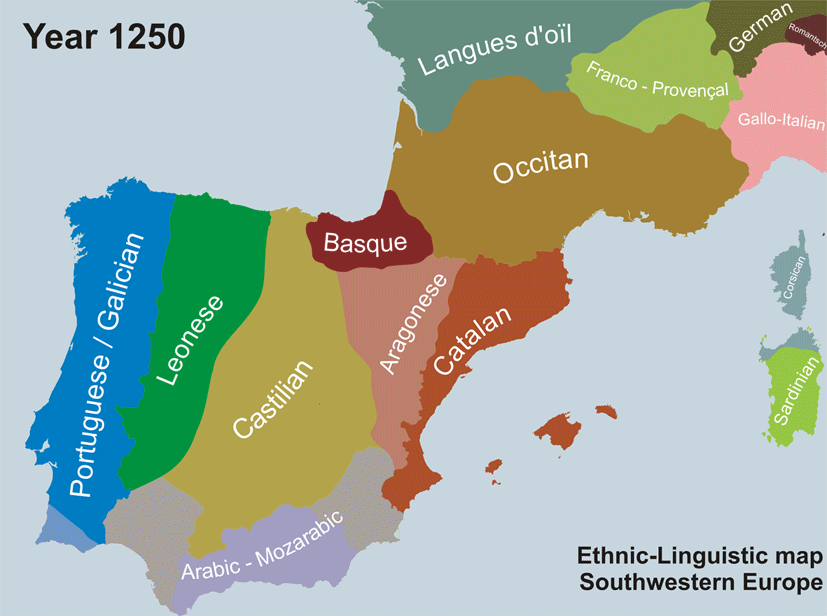 Year 1250
Langues d'oïl
German
Romantsch
Franco - Provençal
Gallo-Italian
Occitan
Basque
Portuguese / Galician
Leonese
Castilian
Aragonese
Catalan
Corsican
Sardinian
Arabic - Mozarabic
Ethnic-Linguistic map
Southwestern Europe